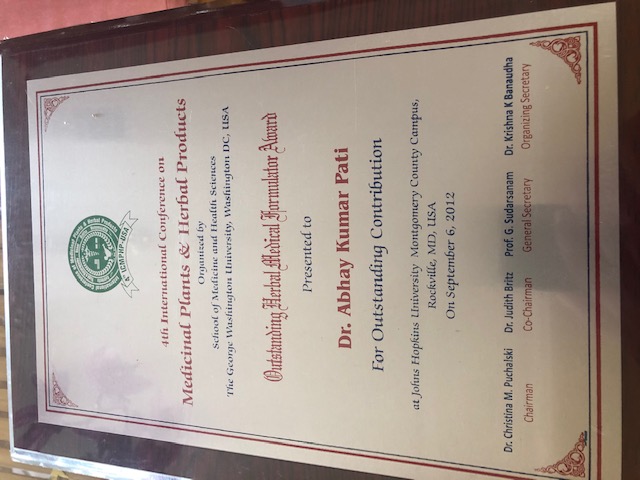 4th International Conference on
Medicinal Plants & Herbal Products
Organized by
School of Medicine and Health Sciences
The George Washington University, Washington DC, USA
Outstanding Herbal Medical Formulator Award
Presented to
Dr. Abhay Kumar Pati
For Outstanding Contribution
at Johns Hopkins University Montgomery County Campus,
Rockville, MD, USA
On September 6, 2012
Dr. Christina M. Puchalski Dr. Judith Britz Prof. G. Sudarsanam Dr. Krishna K Banaudha
Chairman Co-Chairman General Secretary Organizing Secretary